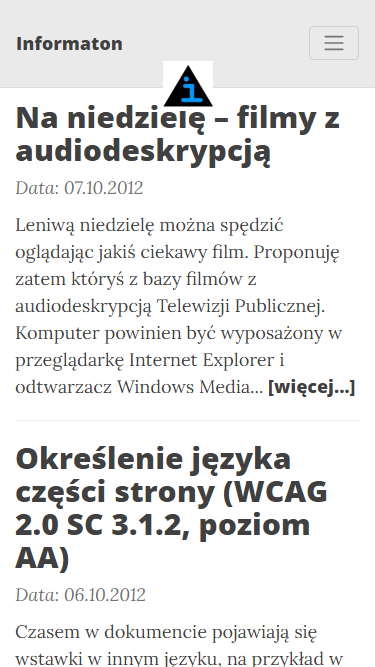 Informaton
i
Na niedzielę – filmy z
audiodeskrypcją
Data: 07.10.2012
Leniwą niedzielę można spędzić
oglądając jakiś ciekawy film. Proponuję
zatem któryś z bazy filmów z
audiodeskrypcją Telewizji Publicznej.
Komputer powinien być wyposażony w
przeglądarkę Internet Explorer i
odtwarzacz Windows Media... [więcej...]
Określenie języka
części strony (WCAG
2.0 SC 3.1.2, poziom
AA)
Data: 06.10.2012
Czasem w dokumencie pojawiają się
wstawki w innym języku, na przykład w